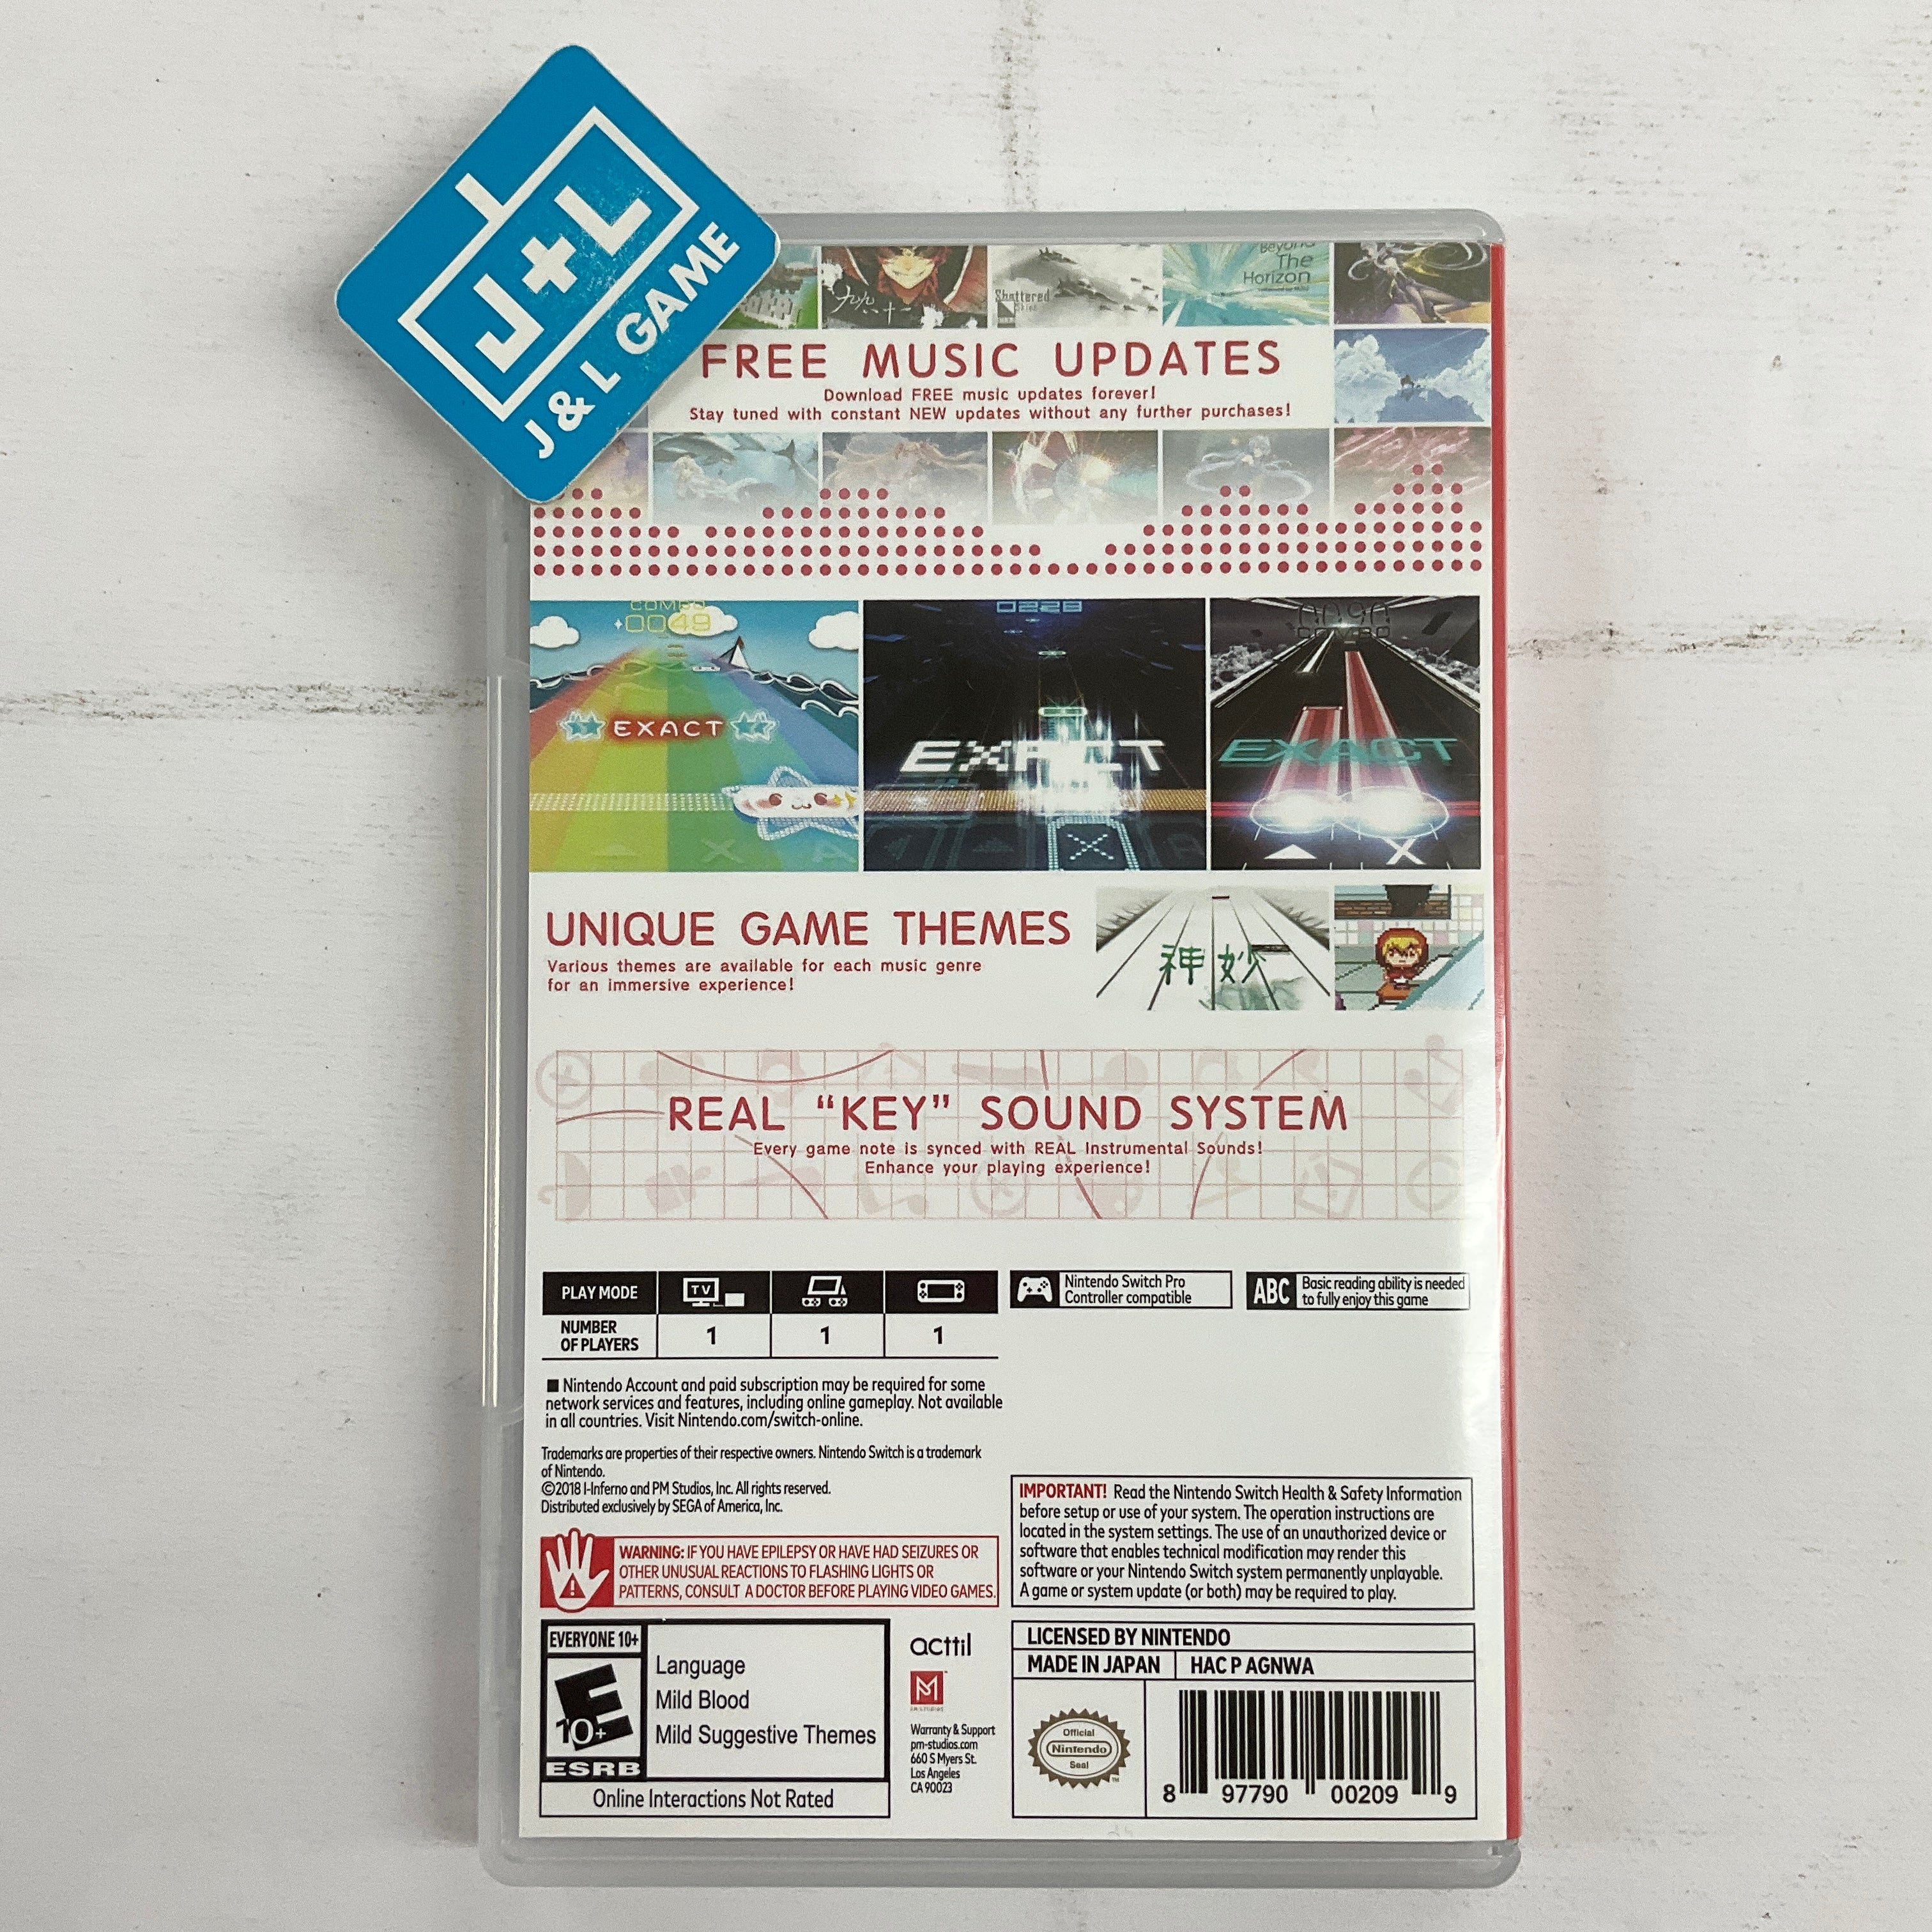 J+L
J & L GAME
九九八十一
Shattered
Skies
Beyond
The
Horizon
FREE MUSIC UPDATES
Download FREE music updates forever!
Stay tuned with constant NEW updates without any further purchases!
COMBO
0049
EXACT
0228
EXACT
X
0090
COMBO
EXACT
X
UNIQUE GAME THEMES
Various themes are available for each music genre
for an immersive experience!
神妙
REAL “KEY” SOUND SYSTEM
Every game note is synced with REAL Instrumental Sounds!
Enhance your playing experience!
PLAY MODE
TV
NUMBER
OF PLAYERS
1
1
1
Nintendo Switch Pro
Controller compatible
ABC
Basic reading ability is needed
to fully enjoy this game
■ Nintendo Account and paid subscription may be required for some
network services and features, including online gameplay. Not available
in all countries. Visit Nintendo.com/switch-online.
Trademarks are properties of their respective owners. Nintendo Switch is a trademark
of Nintendo.
©2018 I-Inferno and PM Studios, Inc. All rights reserved.
Distributed exclusively by SEGA of America, Inc.
WARNING: IF YOU HAVE EPILEPSY OR HAVE HAD SEIZURES OR
OTHER UNUSUAL REACTIONS TO FLASHING LIGHTS OR
PATTERNS, CONSULT A DOCTOR BEFORE PLAYING VIDEO GAMES.
IMPORTANT! Read the Nintendo Switch Health & Safety Information
before setup or use of your system. The operation instructions are
located in the system settings. The use of an unauthorized device or
software that enables technical modification may render this
software or your Nintendo Switch system permanently unplayable.
A game or system update (or both) may be required to play.
EVERYONE 10+
E
10+
ESRB
Language
Mild Blood
Mild Suggestive Themes
Online Interactions Not Rated
acttil
M
PM STUDIOS
Warranty & Support
pm-studios.com
660 S Myers St.
Los Angeles
CA 90023
LICENSED BY NINTENDO
MADE IN JAPAN
HAC P AGNWA
Official
Nintendo
Seal
TM
8 97790 00209 9